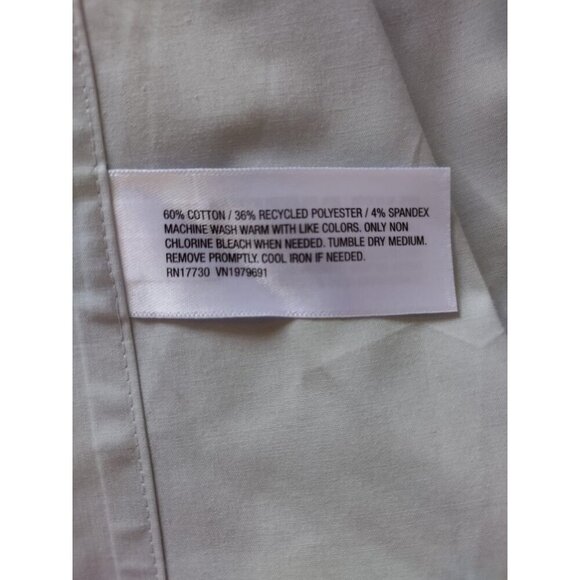 60% COTTON / 36% RECYCLED POLYESTER / 4% SPANDEX
MACHINE WASH WARM WITH LIKE COLORS. ONLY NON
CHLORINE BLEACH WHEN NEEDED. TUMBLE DRY MEDIUM.
REMOVE PROMPTLY. COOL IRON IF NEEDED.
RN17730 VN1979691